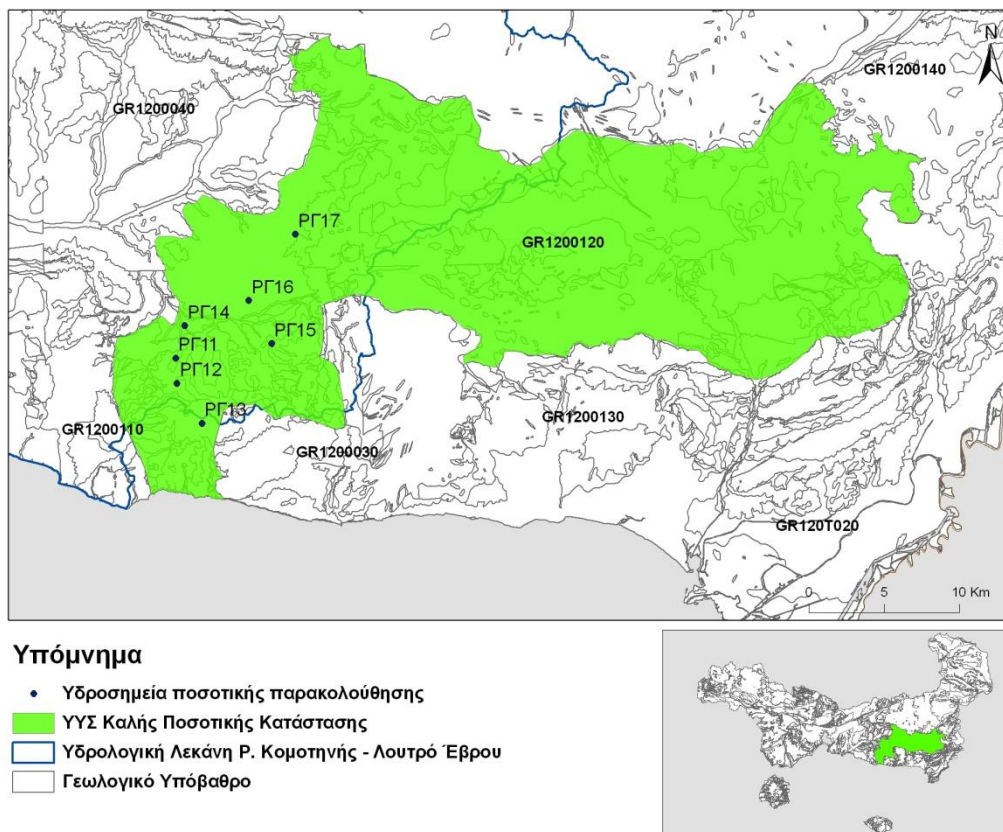 N
GR1200140
GR1200040
ΡΓ17
GR1200120
ΡΓ16
ΡΓ14
ΡΓ15
ΡΓ11
ΡΓ12
ΡΓ13
GR1200110
GR1200130
GR1200030
GR120T020
0 5 10 Km
Υπόμνημα
Υδροσημεία ποσοτικής παρακολούθησης
ΥΥΣ Καλής Ποσοτικής Κατάστασης
Υδρολογική Λεκάνη Ρ. Κομοτηνής - Λουτρό Έβρου
Γεωλογικό Υπόβαθρο